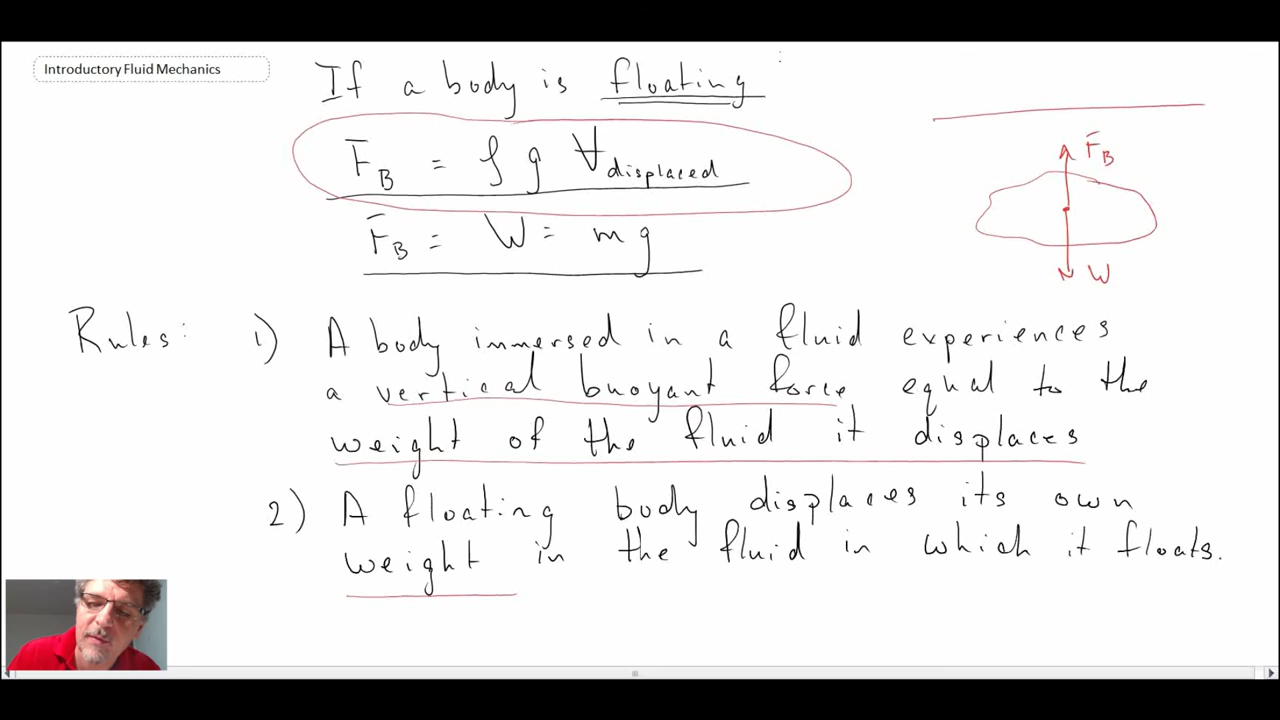 Introductory Fluid Mechanics
If a body is floating :
F_B = ρ g ∀displaced
F_B = W = mg
F_B
W
Rules: 1) A body immersed in a fluid experiences
a vertical buoyant force equal to the
weight of the fluid it displaces
2) A floating body displaces its own
weight in the fluid in which it floats.